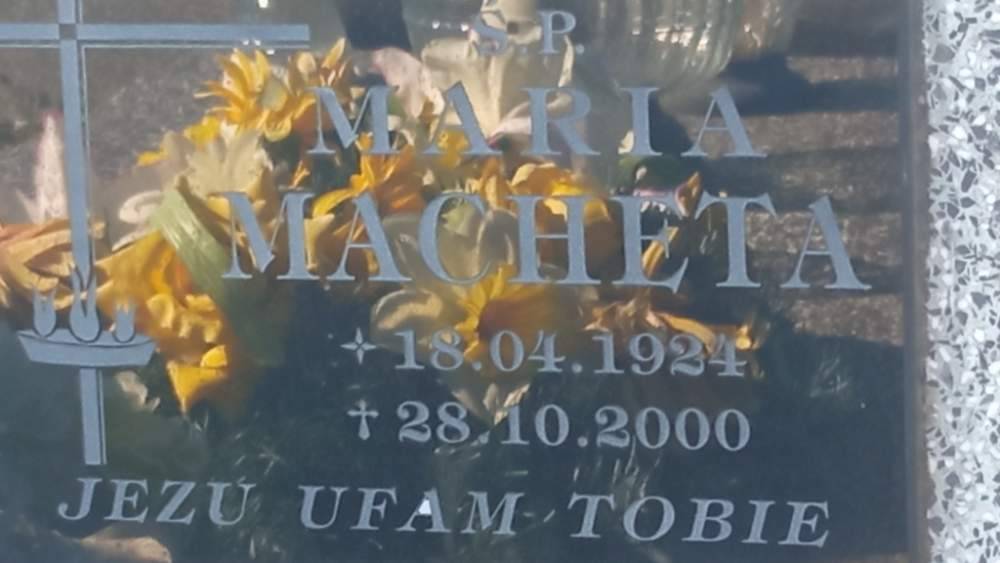 Ś.P.
MARIA
MACHETA
18.04.1924
† 28.10.2000
JEZU UFAM TOBIE